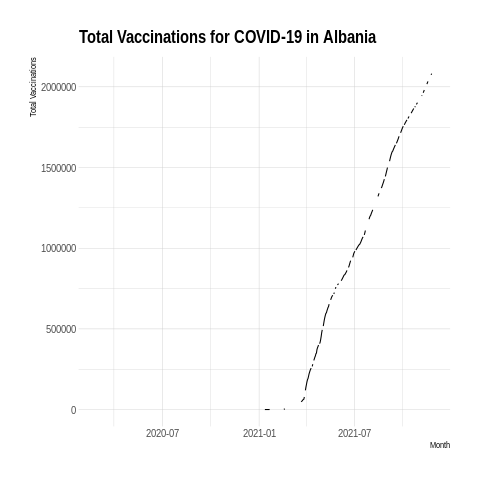 Total Vaccinations for COVID-19 in Albania
Total Vaccinations
2000000
1500000
1000000
500000
0
2020-07 2021-01 2021-07
Month